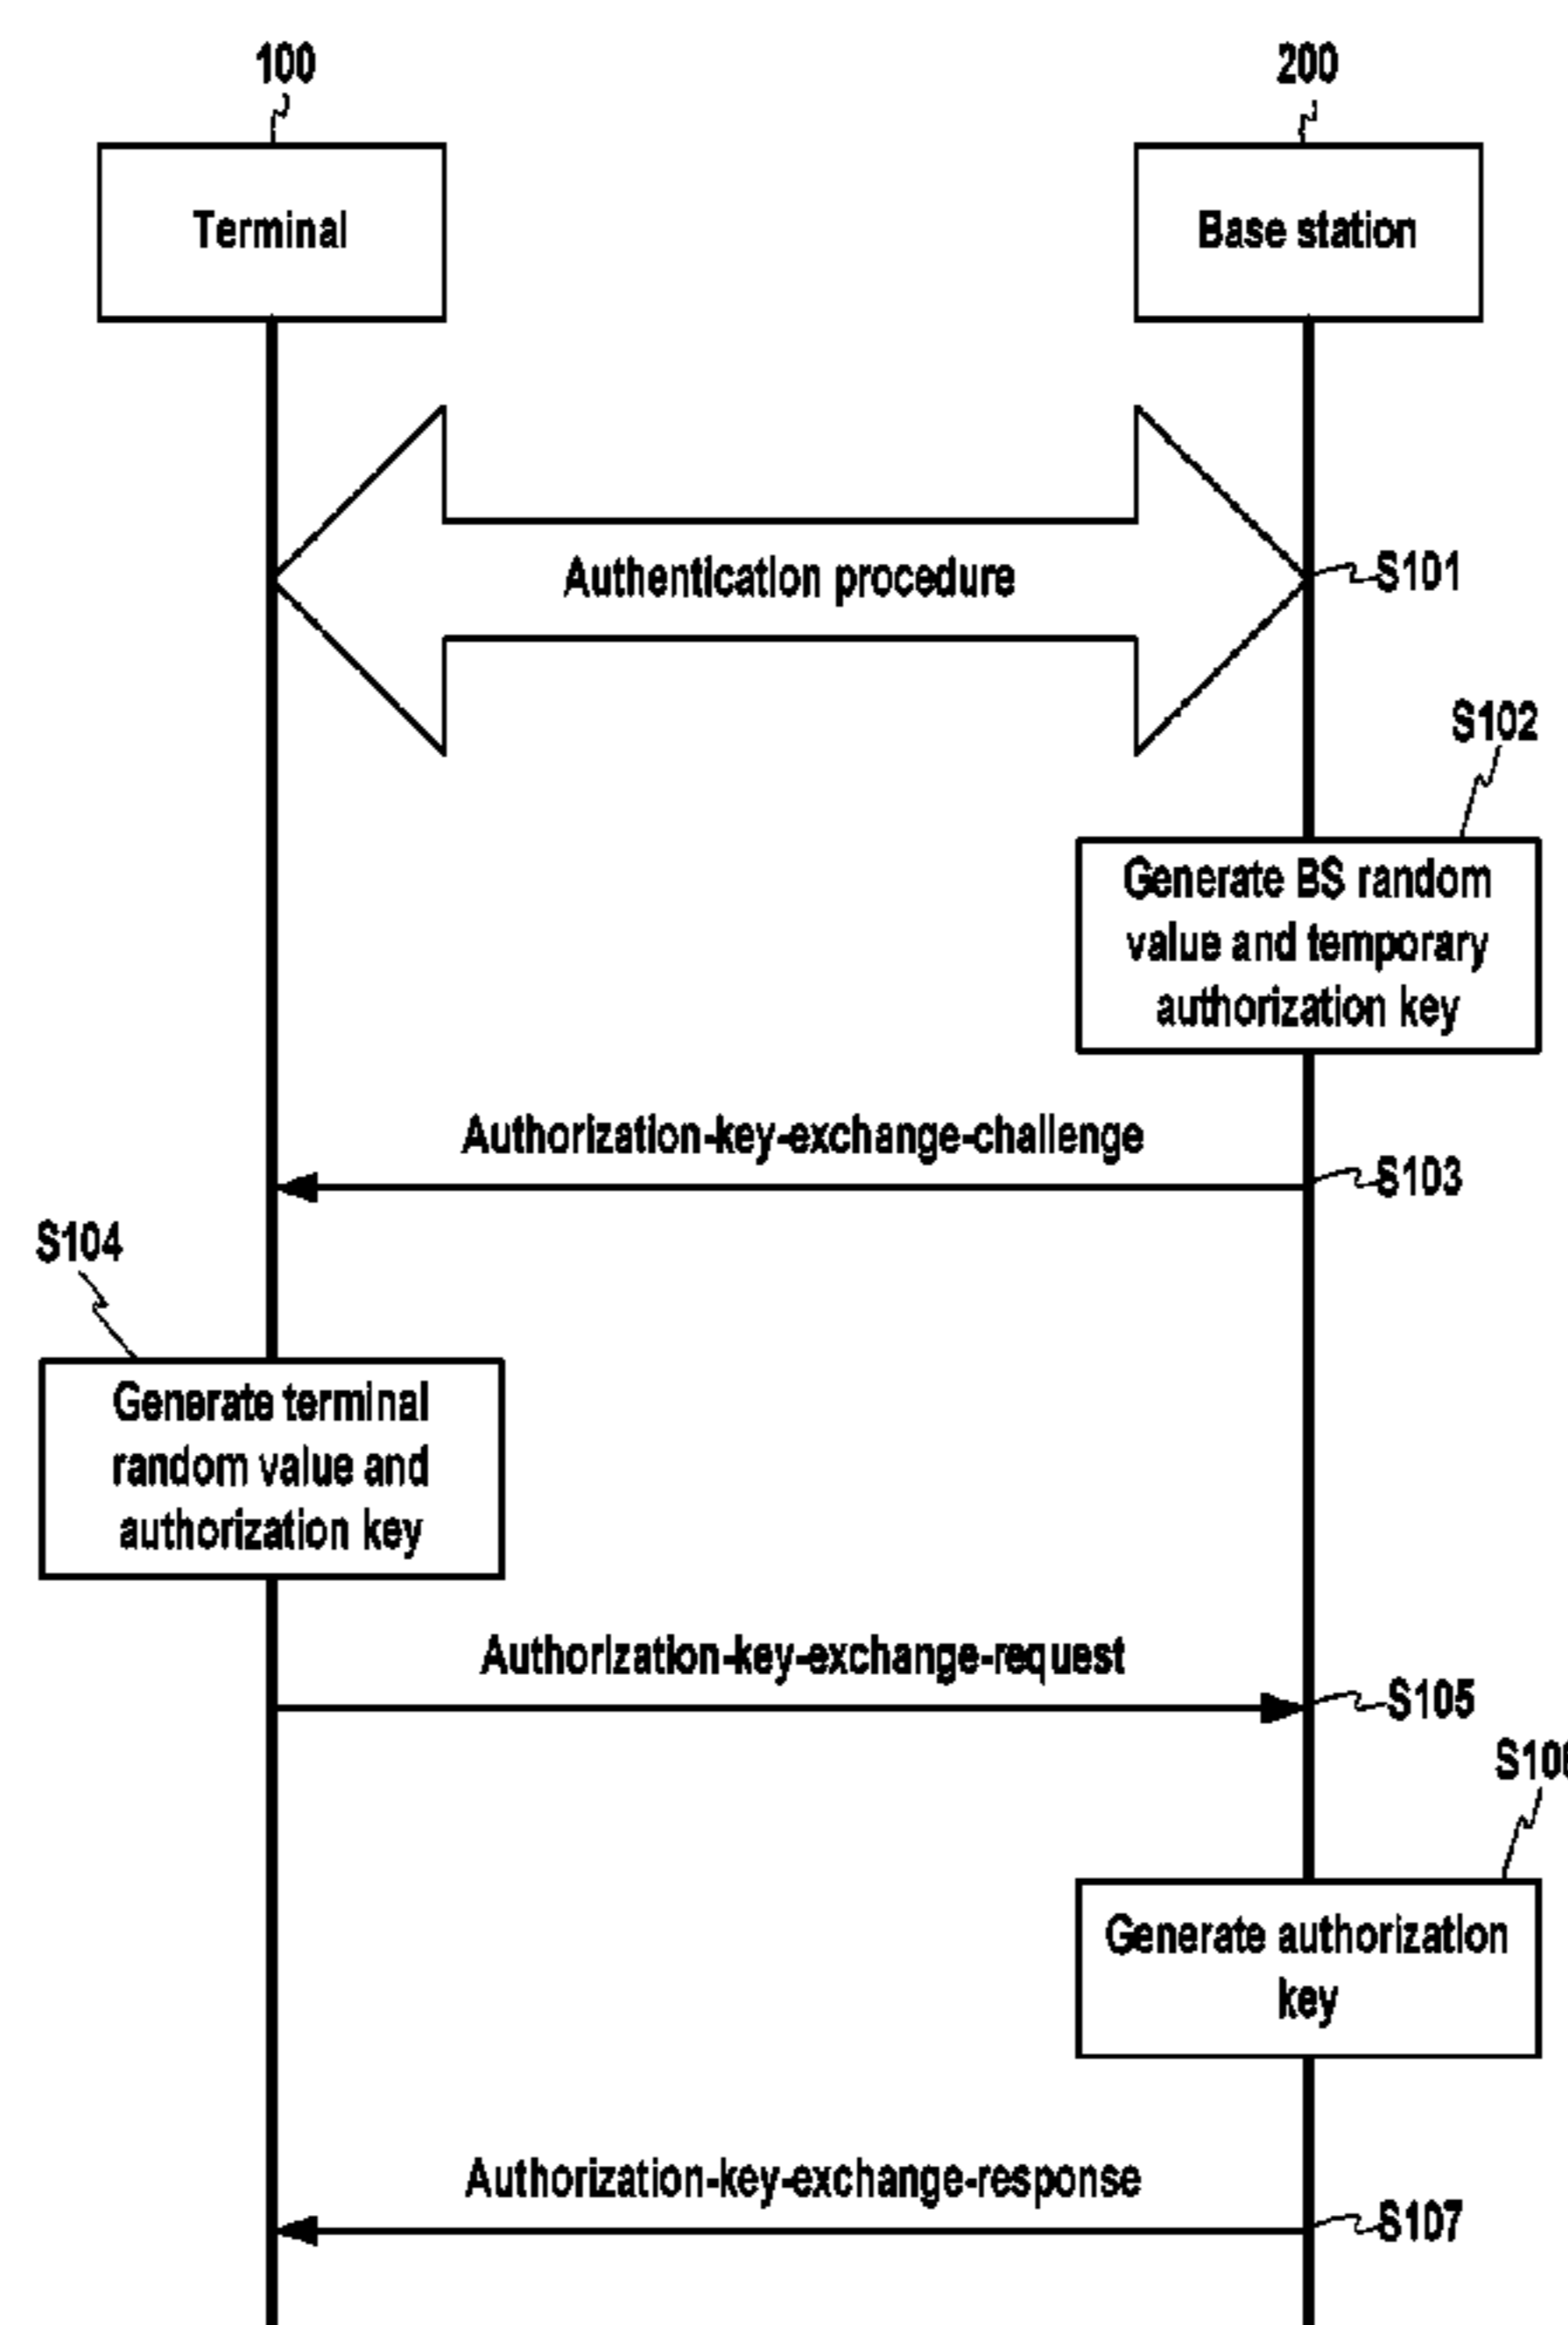 100
200
Terminal
Base station
Authentication procedure
S101
S102
Generate BS random
value and temporary
authorization key
Authorization-key-exchange-challenge
S103
S104
Generate terminal
random value and
authorization key
Authorization-key-exchange-request
S105
Generate authorization
key
Authorization-key-exchange-response
S107